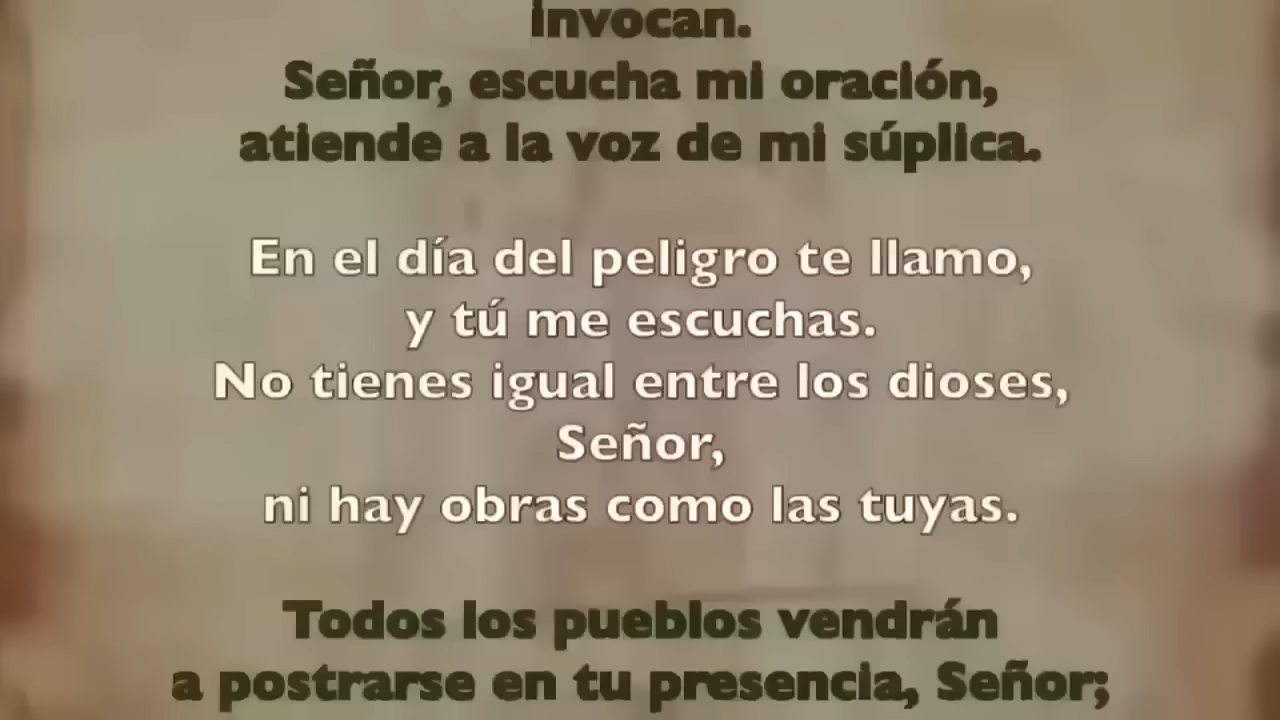 invocan.
Señor, escucha mi oración,
atiende a la voz de mi súplica.
En el día del peligro te llamo,
y tú me escuchas.
No tienes igual entre los dioses,
Señor,
ni hay obras como las tuyas.
Todos los pueblos vendrán
a postrarse en tu presencia, Señor;